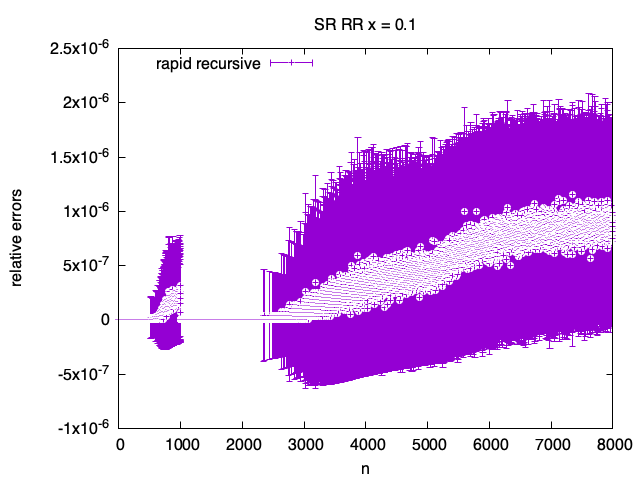 SR RR x = 0.1
rapid recursive
relative errors
2.5x10-6
2x10-6
1.5x10-6
1x10-6
5x10-7
0
-5x10-7
-1x10-6
0 1000 2000 3000 4000 5000 6000 7000 8000
n